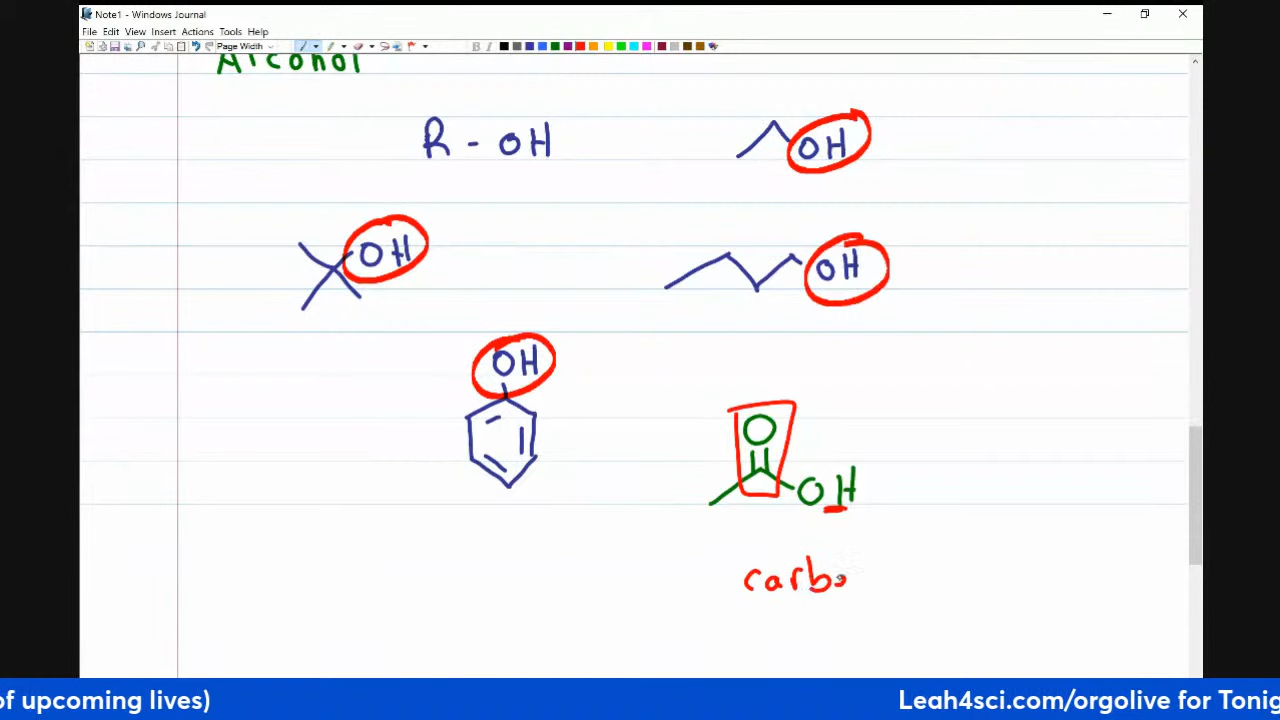 Note1 - Windows Journal
File Edit View Insert Actions Tools Help
Page Width
B I
Alcohol
R - OH
OH
OH
OH
OH
O
OH
carbo
of upcoming lives)
Leah4sci.com/orgolive for Tonig